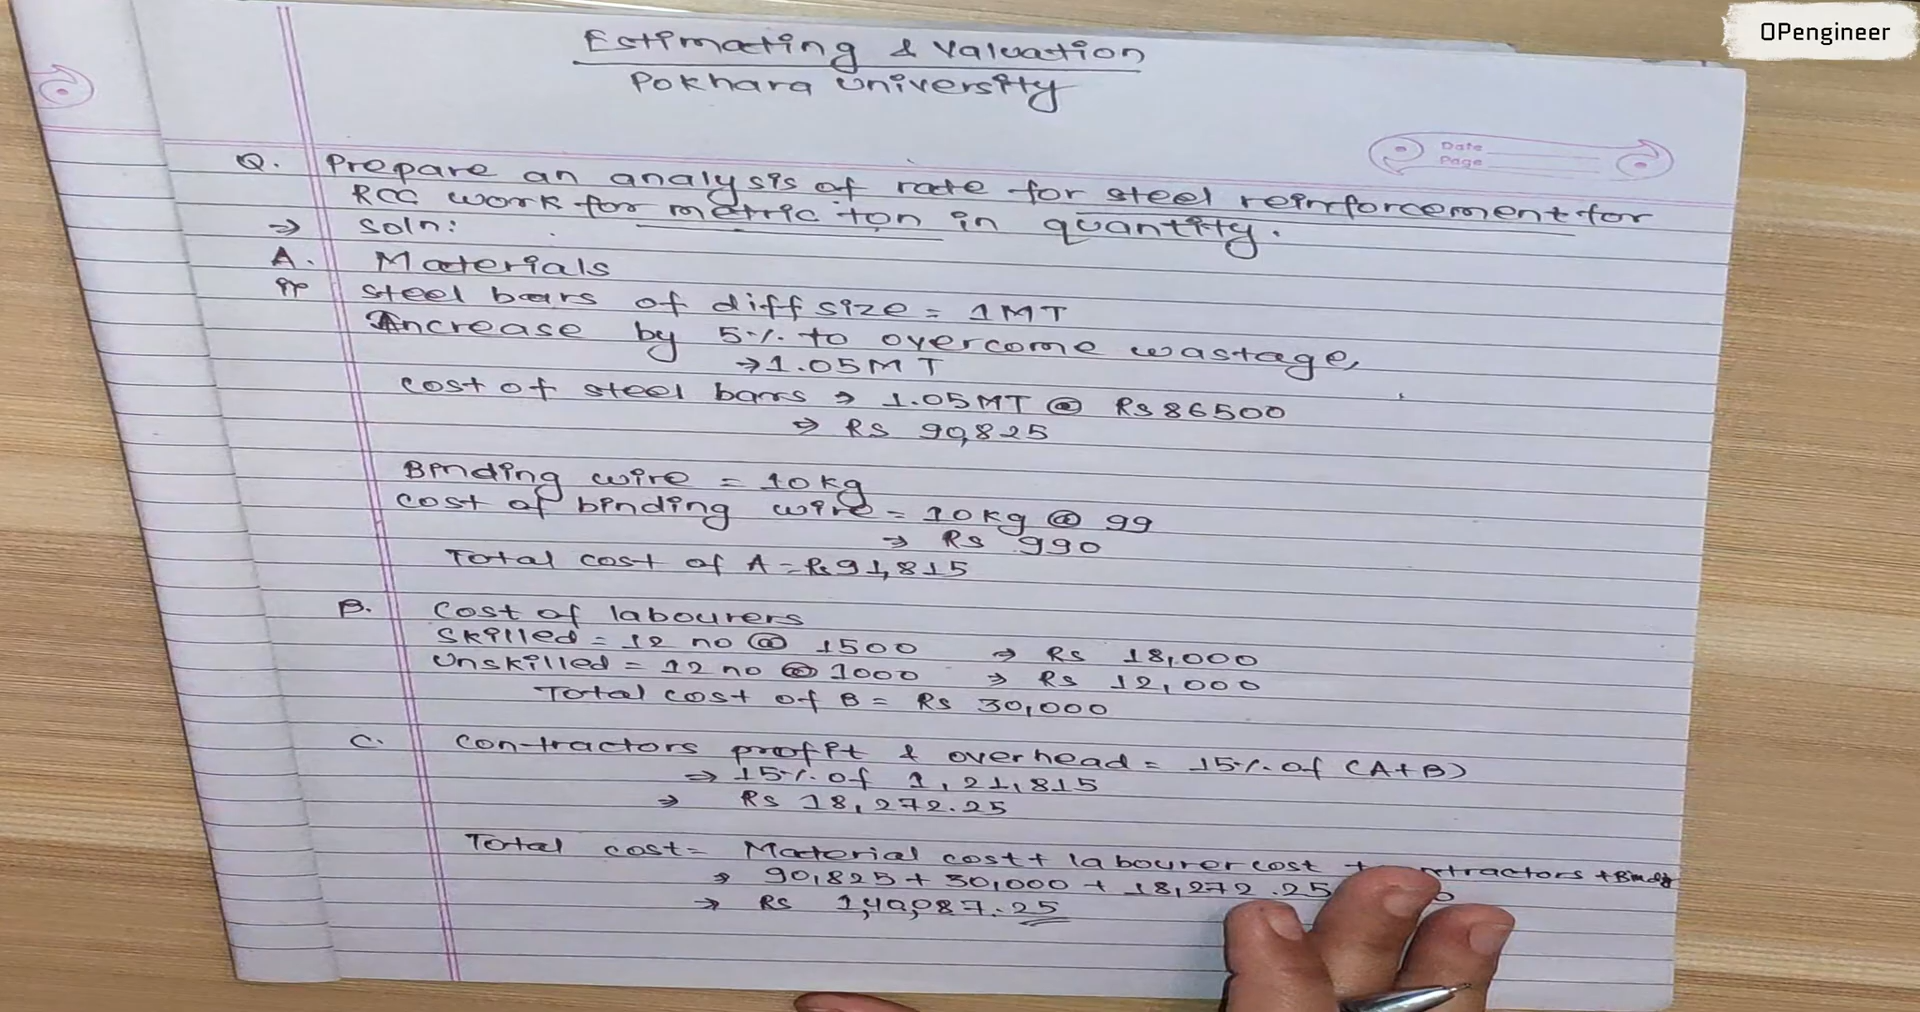 OPengineer
Estimating & Valuation
Pokhara University
Date
Page
Q. Prepare an analysis of rate for steel reinforcement for
RCC work for metric ton in quantity.
⇒ Soln:
A. Materials
Steel bars of diff size = 1MT
Increase by 5% to overcome wastage,
→ 1.05MT
cost of steel bars → 1.05MT @ RS 86500
⇒ RS 90,825
Binding wire = 10kg
cost of binding wire = 10kg @ 99
→ RS 990
Total cost of A = Rs 91,815
B. Cost of labourers
Skilled = 12 no @ 1500 ⇒ RS 18,000
Unskilled = 12 no @ 1000 ⇒ RS 12,000
Total cost of B = RS 30,000
C. Contractors profit & overhead = 15% of (A+B)
⇒ 15% of 1,21,815
⇒ RS 18,272.25
Total cost = Material cost + labourer cost +
⇒ 90,825 + 30,000 + 18,272.25
→ RS 1,40,087.25